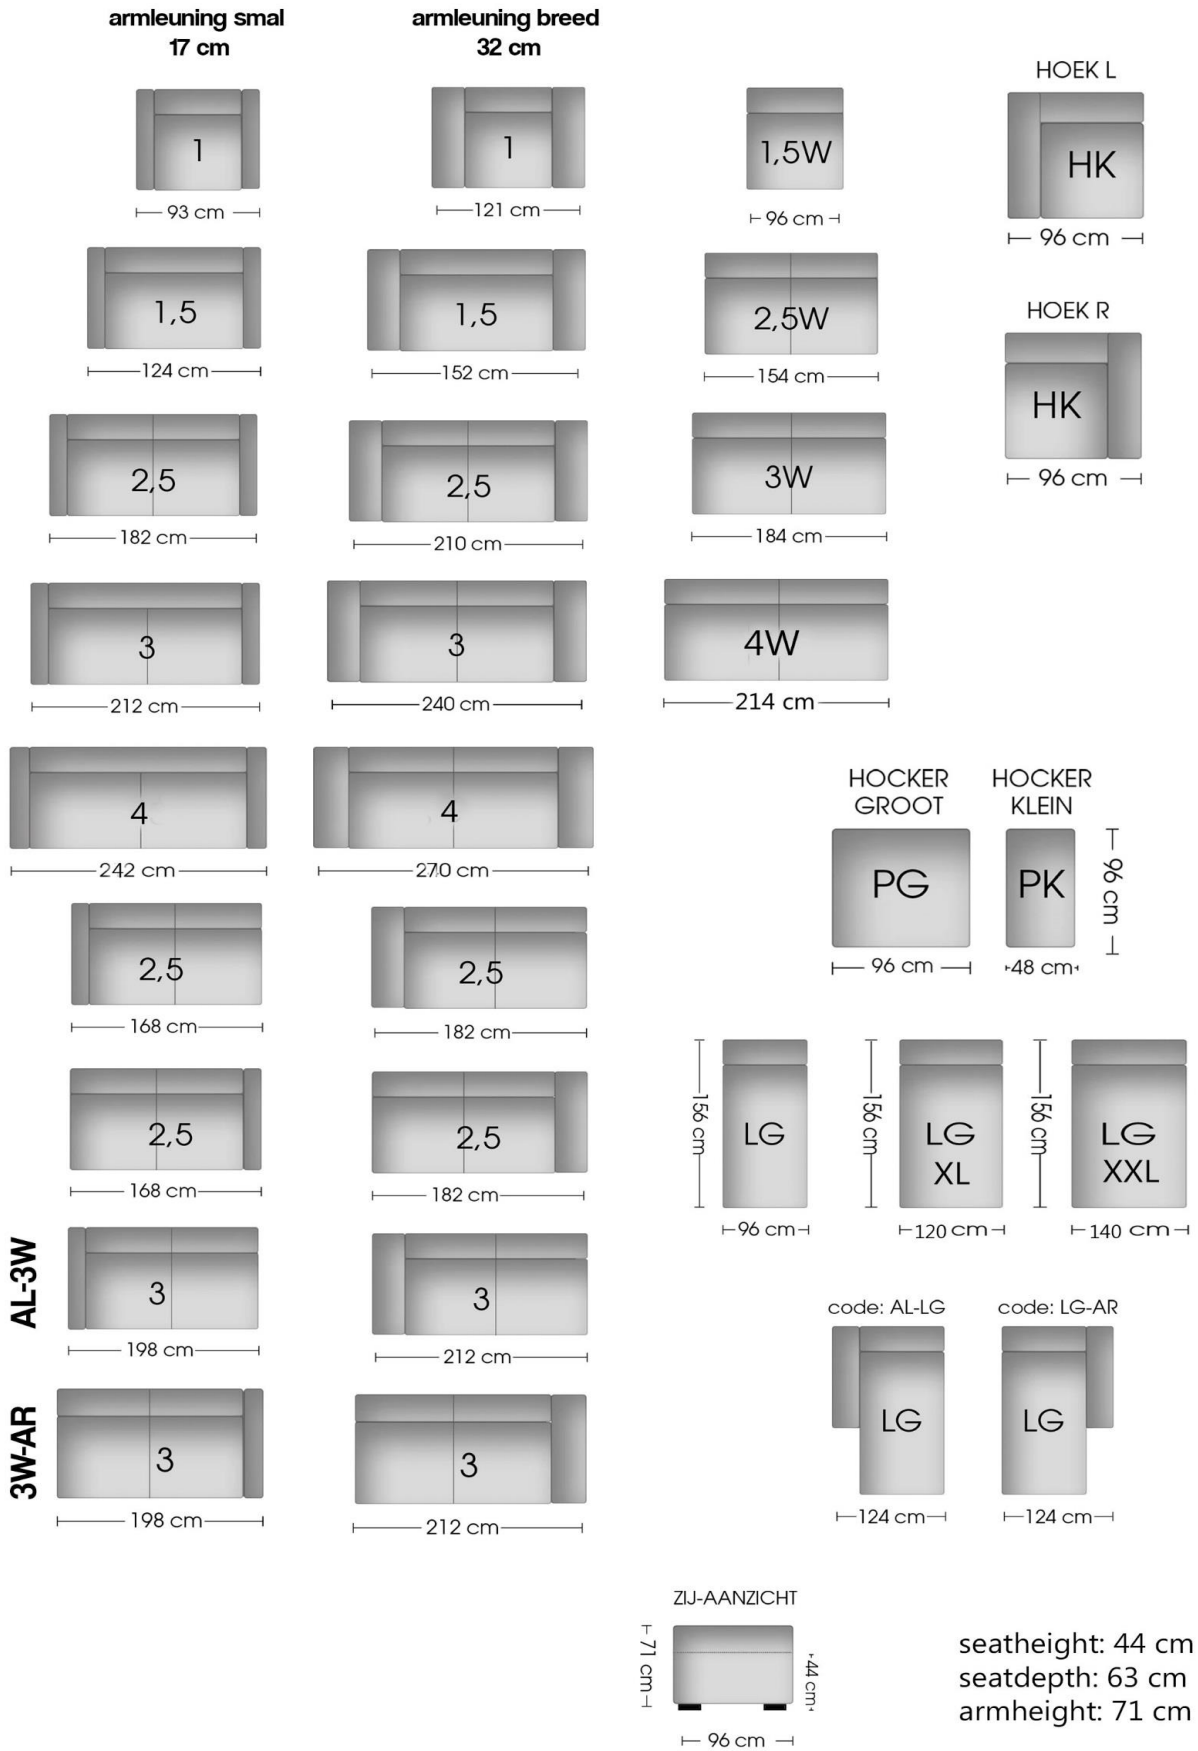 armleuning smal
17 cm
armleuning breed
32 cm
1
93 cm
1
121 cm
1,5W
96 cm
HOEK L
HK
96 cm
1,5
124 cm
1,5
152 cm
2,5W
154 cm
HOEK R
HK
96 cm
2,5
182 cm
2,5
210 cm
3W
184 cm
3
212 cm
3
240 cm
4W
214 cm
4
242 cm
4
270 cm
HOCKER
GROOT
PG
96 cm
HOCKER
KLEIN
PK
48 cm
96 cm
2,5
168 cm
2,5
182 cm
2,5
168 cm
2,5
182 cm
156 cm
LG
96 cm
156 cm
LG
XL
120 cm
156 cm
LG
XXL
140 cm
AL-3W
3
198 cm
3
212 cm
code: AL-LG
LG
124 cm
code: LG-AR
LG
124 cm
3W-AR
3
198 cm
3
212 cm
ZIJ-AANZICHT
71 cm
44 cm
96 cm
seatheight: 44 cm
seatdepth: 63 cm
armheight: 71 cm